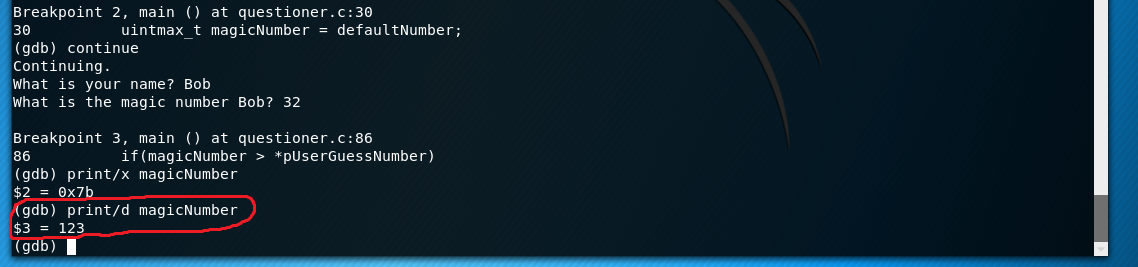 Breakpoint 2, main () at questioner.c:30
30          uintmax_t magicNumber = defaultNumber;
(gdb) continue
Continuing.
What is your name? Bob
What is the magic number Bob? 32
Breakpoint 3, main () at questioner.c:86
86          if(magicNumber > *pUserGuessNumber)
(gdb) print/x magicNumber
$2 = 0x7b
(gdb) print/d magicNumber
$3 = 123
(gdb)